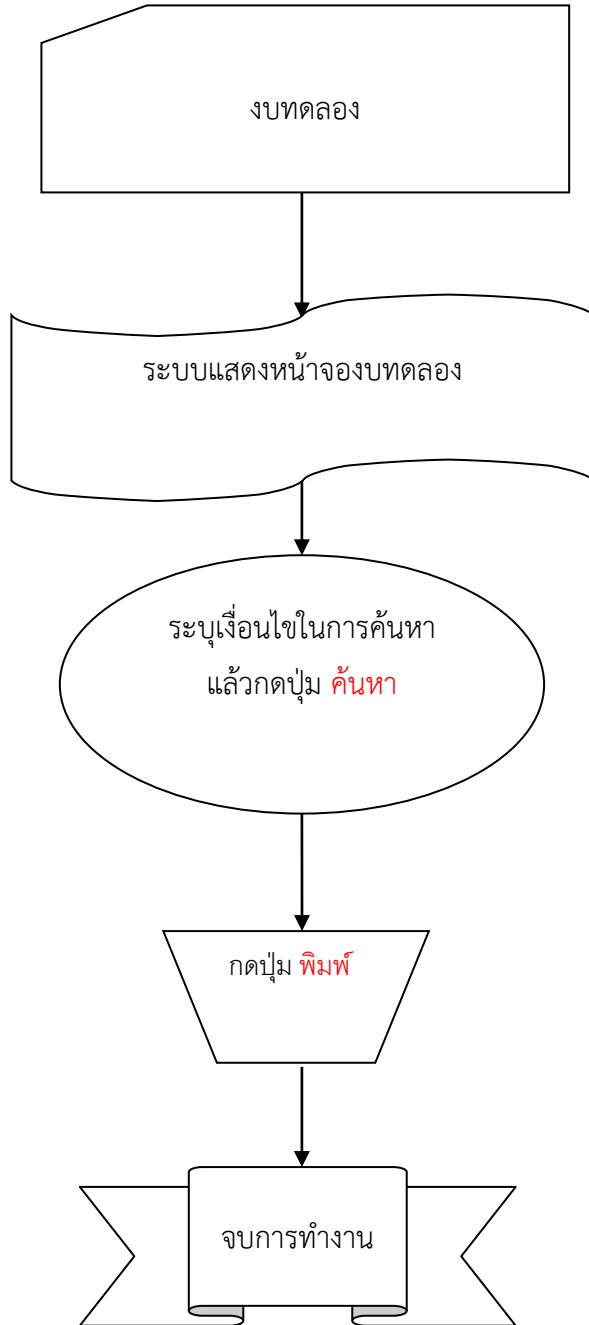 งบทดลอง
ระบบแสดงหน้าจองบทดลอง
ระบุเงื่อนไขในการค้นหา
แล้วกดปุ่ม ค้นหา
กดปุ่ม พิมพ์
จบการทำงาน